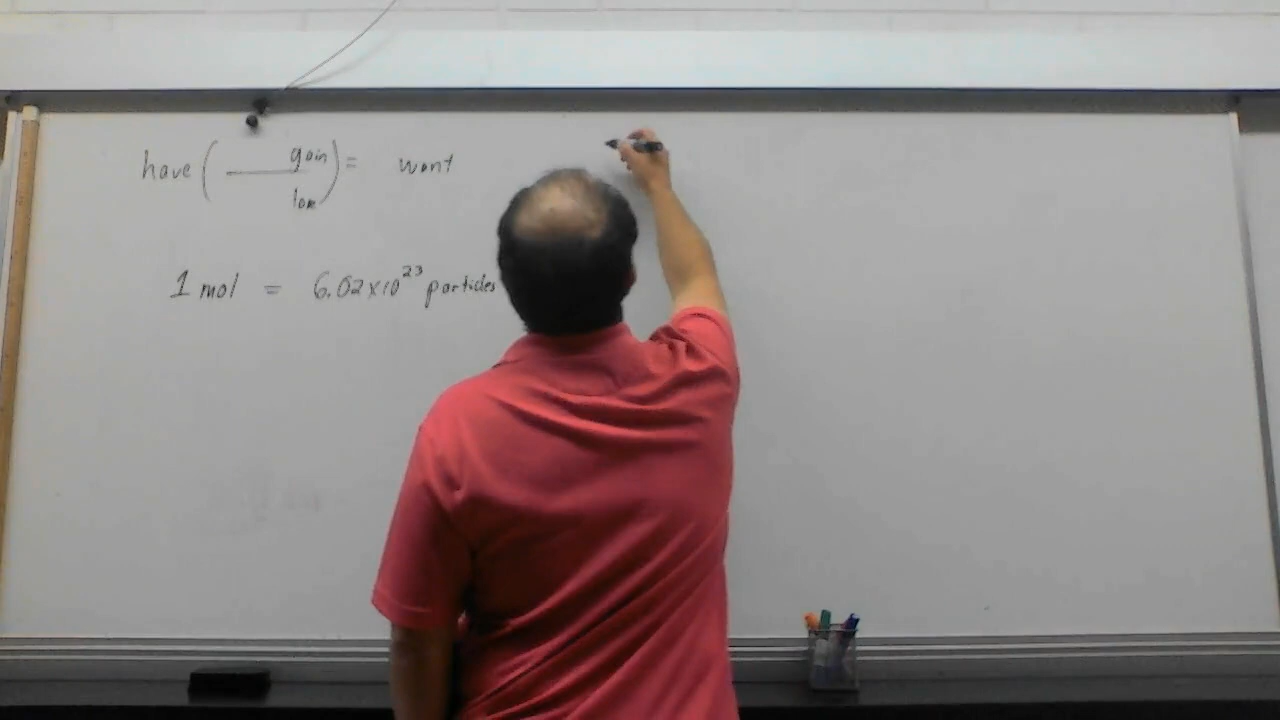 have ( gain / lose ) = want
1 mol = 6.02x10²³ particles